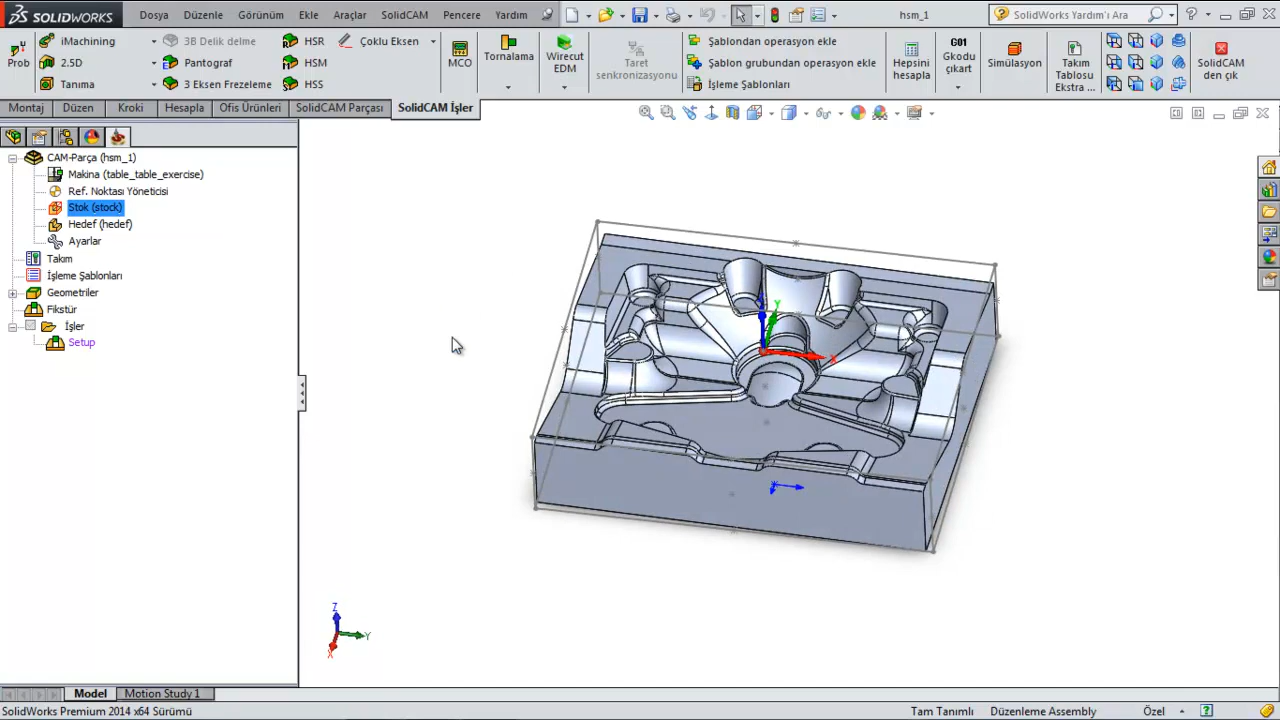 SOLIDWORKS Dosya Düzenle Görünüm Ekle Araçlar SolidCAM Pencere Yardım hsm_1 SolidWorks Yardım'ı Ara
Prob
iMachining
2.5D
Tanıma
3B Delik delme
Pantograf
3 Eksen Frezeleme
HSR
HSM
HSS
Çoklu Eksen
MCO
Tornalama
Wirecut
EDM
Taret
senkronizasyonu
Şablondan operasyon ekle
Şablon grubundan operasyon ekle
İşleme Şablonları
Hepsini
hesapla
G01
Gkodu
çıkart
Simülasyon
Takım
Tablosu
Ekstra ...
SolidCAM
den çık
Montaj Düzen Kroki Hesapla Ofis Ürünleri SolidCAM Parçası SolidCAM İşler
CAM-Parça (hsm_1)
Makina (table_table_exercise)
Ref. Noktası Yöneticisi
Stok (stock)
Hedef (hedef)
Ayarlar
Takım
İşleme Şablonları
Geometriler
Fikstür
İşler
Setup
Y
X
Z
Y
X
Model Motion Study 1
SolidWorks Premium 2014 x64 Sürümü Tam Tanımlı Düzenleme Assembly Özel